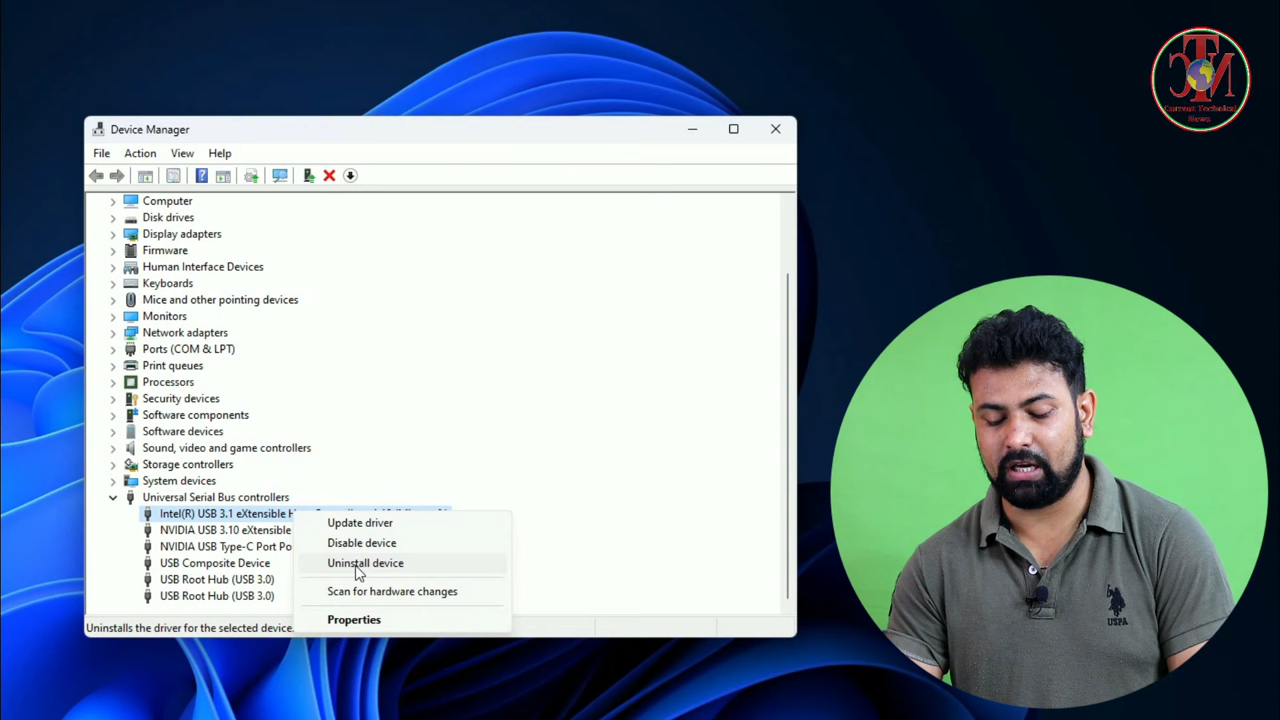 CTN
Current Technical
News
Device Manager
File Action View Help
Computer
Disk drives
Display adapters
Firmware
Human Interface Devices
Keyboards
Mice and other pointing devices
Monitors
Network adapters
Ports (COM & LPT)
Print queues
Processors
Security devices
Software components
Software devices
Sound, video and game controllers
Storage controllers
System devices
Universal Serial Bus controllers
Intel(R) USB 3.1 eXtensible
NVIDIA USB 3.10 eXtensible
NVIDIA USB Type-C Port Po
USB Composite Device
USB Root Hub (USB 3.0)
USB Root Hub (USB 3.0)
Update driver
Disable device
Uninstall device
Scan for hardware changes
Properties
Uninstalls the driver for the selected device.
USPA